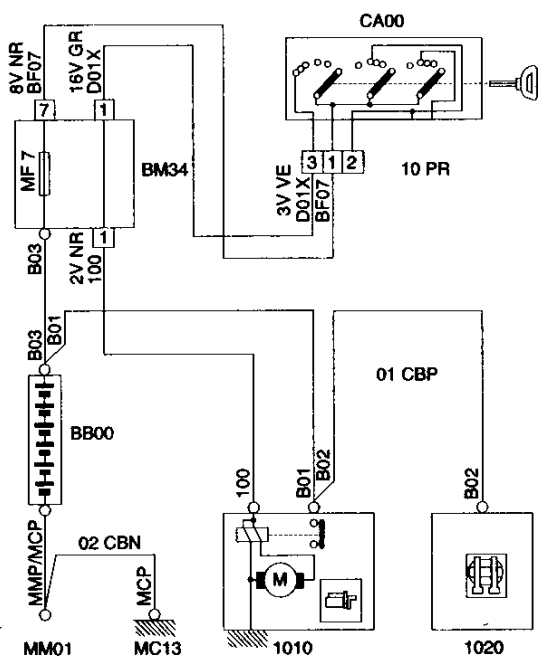 CA00
8V NR
BF07
16V GR
D01X
7
1
MF 7
BM34
3
1
2
10 PR
3V VE
D01X
BF07
B03
2V NR
100
1
B03
B01
01 CBP
BB00
100
B01
B02
B02
MMP/MCP
02 CBN
MCP
M
MM01
MC13
1010
1020